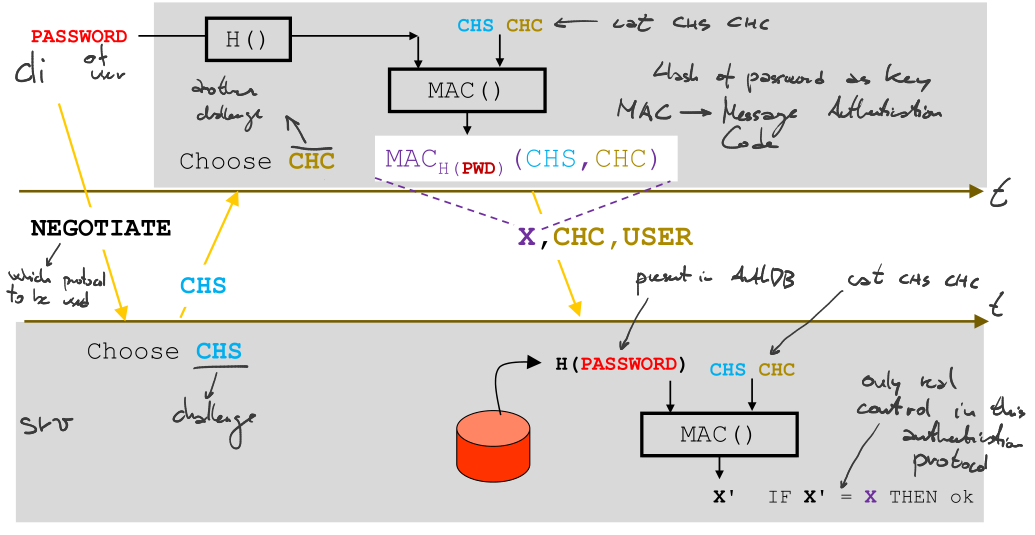 PASSWORD
of
usr
H()
CHS CHC
cat CHS CHC
MAC()
Hash of password as key
MAC → Message Authentication
Code
another
challenge
Choose CHC
MAC H(PWD) (CHS,CHC)
t
NEGOTIATE
which protocol
to be used
CHS
X,CHC,USER
present in AuthDB
cat CHS CHC
t
Choose CHS
challenge
srv
H(PASSWORD)
CHS CHC
MAC()
only real
control in this
authentication
protocol
X' IF X' = X THEN ok